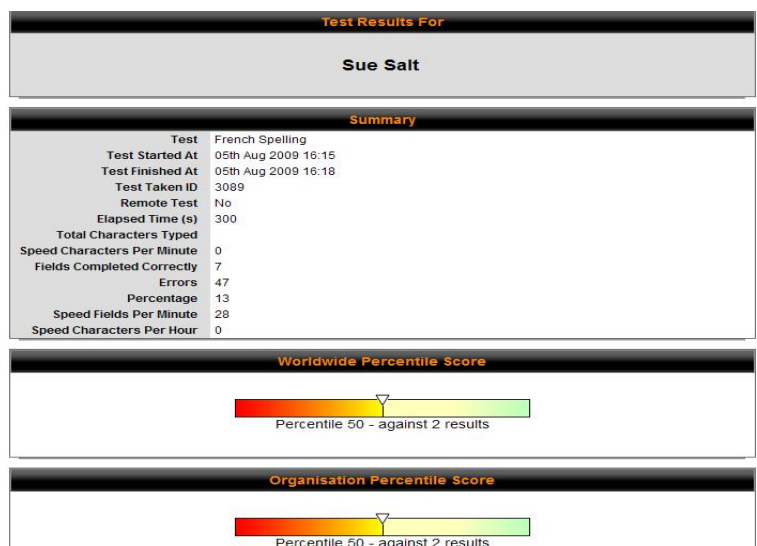 Test Results For
Sue Salt
Summary
Test French Spelling
Test Started At 05th Aug 2009 16:15
Test Finished At 05th Aug 2009 16:18
Test Taken ID 3089
Remote Test No
Elapsed Time (s) 300
Total Characters Typed
Speed Characters Per Minute 0
Fields Completed Correctly 7
Errors 47
Percentage 13
Speed Fields Per Minute 28
Speed Characters Per Hour 0
Worldwide Percentile Score
Percentile 50 - against 2 results
Organisation Percentile Score
Percentile 50 - against 2 results